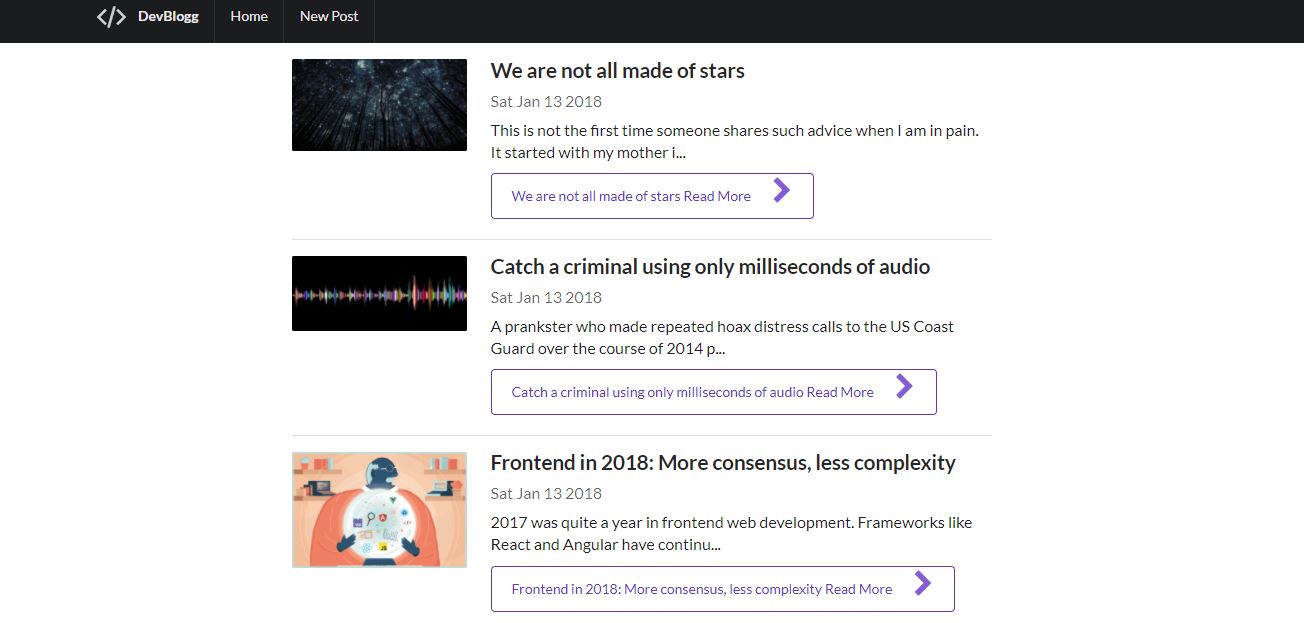 </> DevBlogg Home New Post
We are not all made of stars
Sat Jan 13 2018
This is not the first time someone shares such advice when I am in pain.
It started with my mother i...
We are not all made of stars Read More
Catch a criminal using only milliseconds of audio
Sat Jan 13 2018
A prankster who made repeated hoax distress calls to the US Coast
Guard over the course of 2014 p...
Catch a criminal using only milliseconds of audio Read More
Frontend in 2018: More consensus, less complexity
Sat Jan 13 2018
2017 was quite a year in frontend web development. Frameworks like
React and Angular have continu...
JS
Frontend in 2018: More consensus, less complexity Read More